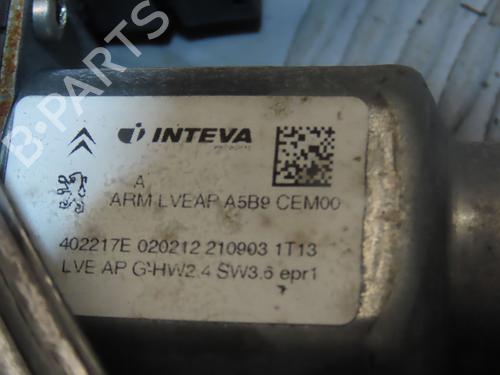 B-PARTS
INTEVA
A
ARM LVEAP A5B9 CEM00
402217E 020212 210903 1T13
LVE AP G-HW2.4 SW3.6 epr1